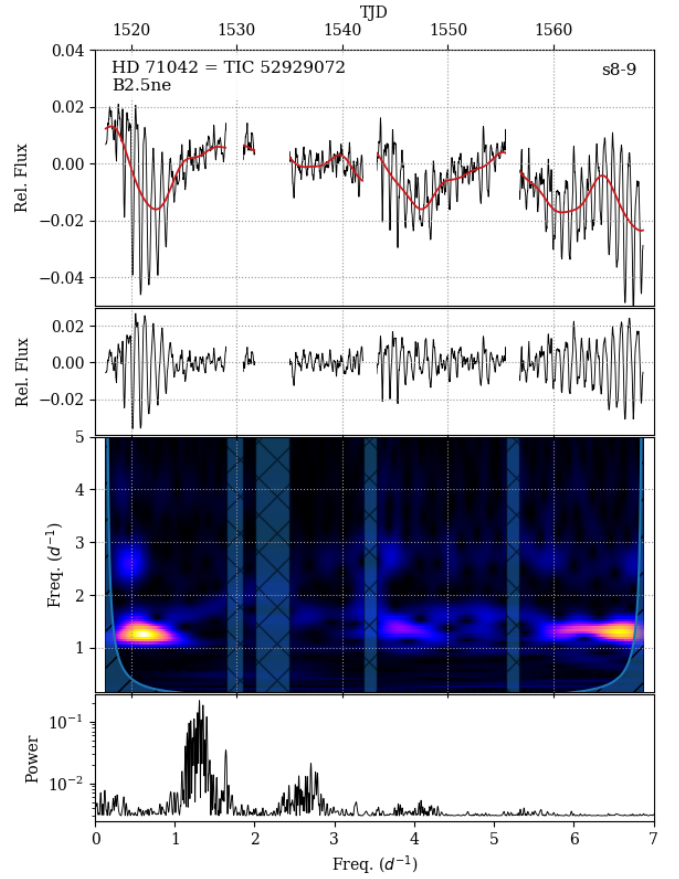 TJD
1520 1530 1540 1550 1560
0.04
HD 71042 = TIC 52929072
s8-9
B2.5ne
0.02
0.00
−0.02
−0.04
Rel. Flux
0.02
0.00
−0.02
Rel. Flux
5
4
3
2
1
Freq. (d⁻¹)
10⁻¹
10⁻²
Power
0 1 2 3 4 5 6 7
Freq. (d⁻¹)